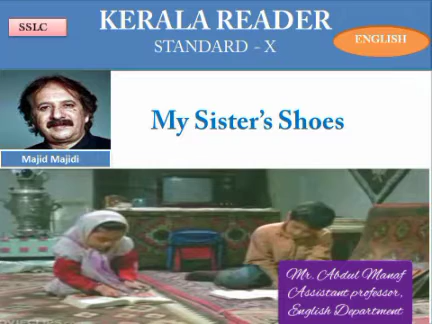 SSLC
KERALA READER
STANDARD - X
ENGLISH
My Sister's Shoes
Majid Majidi
Mr. Abdul Manaf
Assistant professor,
English Department